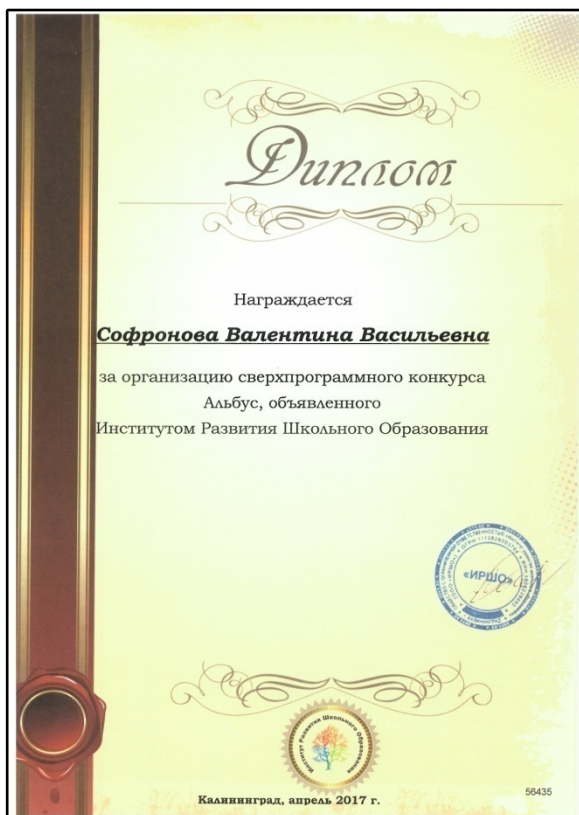 Диплом
Награждается
Софронова Валентина Васильевна
за организацию сверхпрограммного конкурса
Альбус, объявленного
Институтом Развития Школьного Образования
«ИРШО»
Институт Развития Школьного Образования
Калининград, апрель 2017 г.
56435